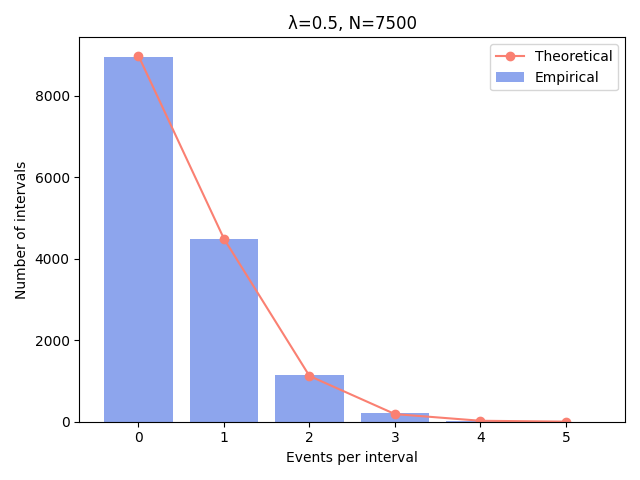 λ=0.5, N=7500
Theoretical
Empirical
Number of intervals
8000
6000
4000
2000
0
0 1 2 3 4 5
Events per interval